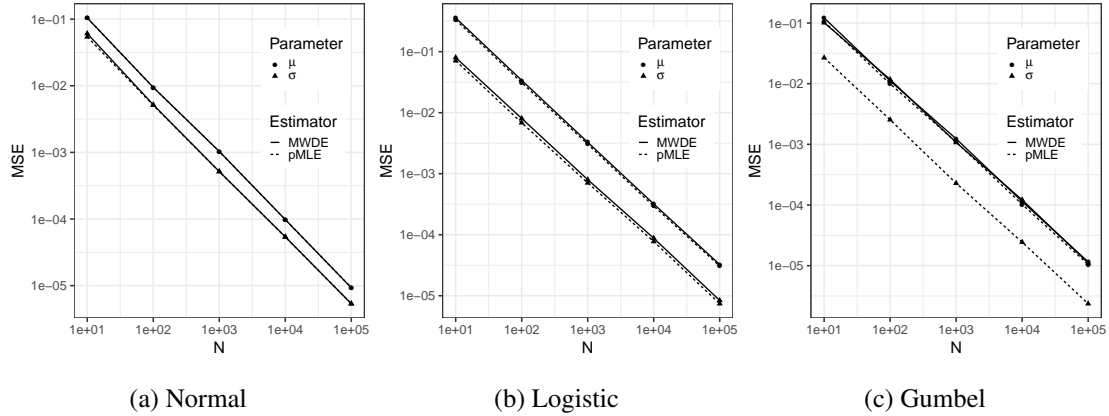 MSE
1e−01
1e−02
1e−03
1e−04
1e−05
1e+01 1e+02 1e+03 1e+04 1e+05
N
Parameter
μ
σ
Estimator
MWDE
pMLE
(a) Normal
MSE
1e−01
1e−02
1e−03
1e−04
1e−05
1e+01 1e+02 1e+03 1e+04 1e+05
N
Parameter
μ
σ
Estimator
MWDE
pMLE
(b) Logistic
MSE
1e−01
1e−02
1e−03
1e−04
1e−05
1e+01 1e+02 1e+03 1e+04 1e+05
N
Parameter
μ
σ
Estimator
MWDE
pMLE
(c) Gumbel